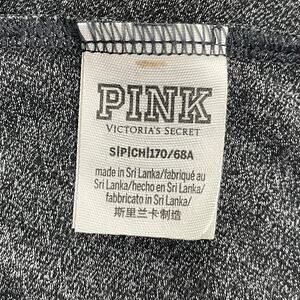 PINK
VICTORIA'S SECRET
S|P|CH|170/68A
made in Sri Lanka/fabriqué au
Sri Lanka/hecho en Sri Lanka/
fabbricato in Sri Lanka/
斯里兰卡制造